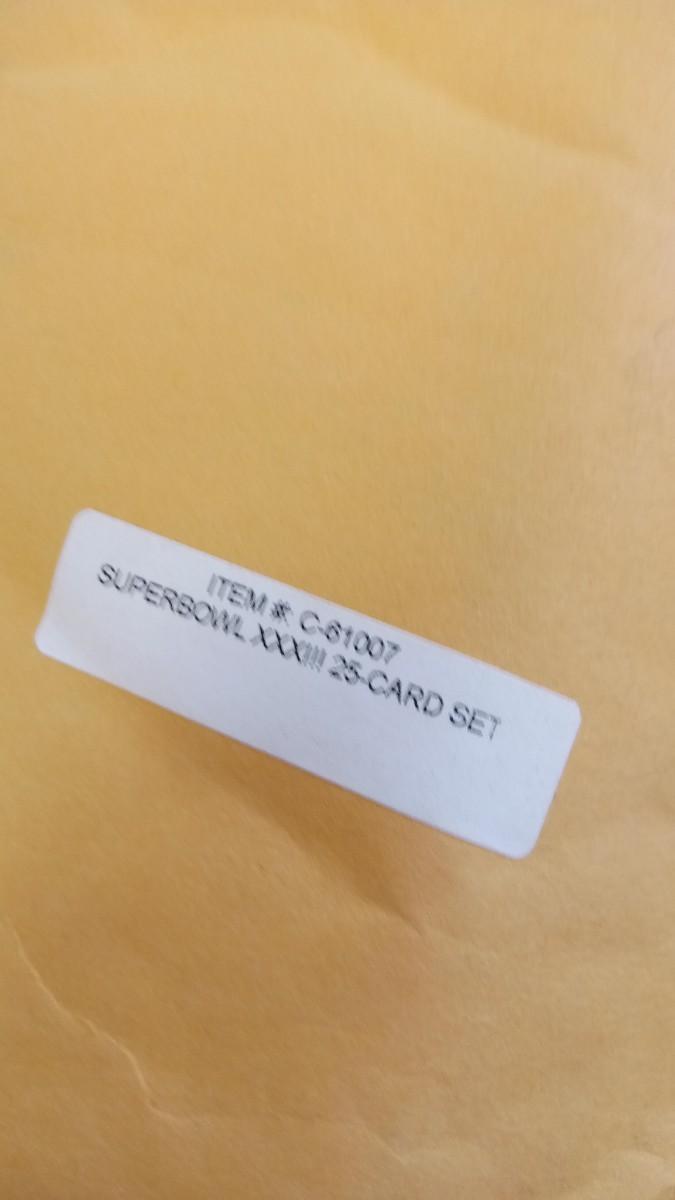 ITEM #: C-61007
SUPERBOWL XXXIII 25-CARD SET